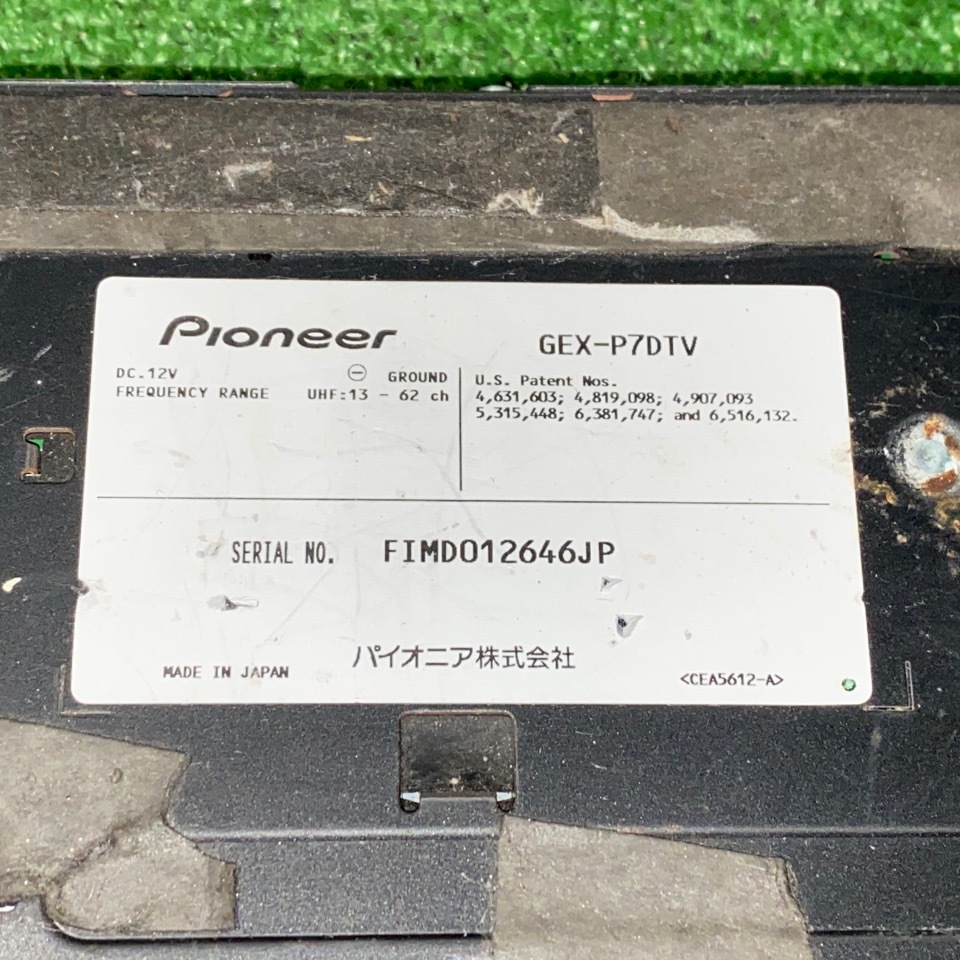 Pioneer
GEX-P7DTV
DC.12V ⊖ GROUND
FREQUENCY RANGE UHF:13 - 62 ch
U.S. Patent Nos.
4,631,603; 4,819,098; 4,907,093
5,315,448; 6,381,747; and 6,516,132.
SERIAL NO. FIMD012646JP
MADE IN JAPAN パイオニア株式会社 <CEA5612-A>